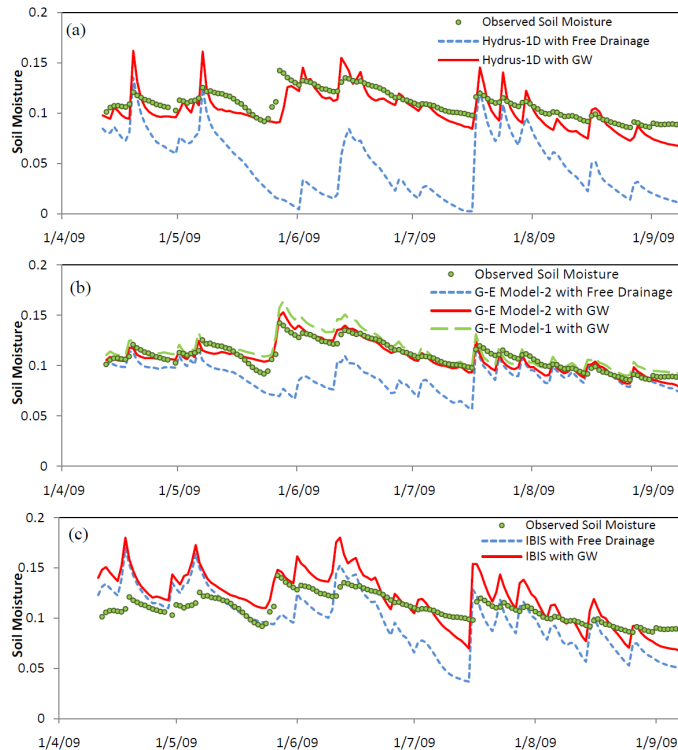 (a)
Observed Soil Moisture
Hydrus-1D with Free Drainage
Hydrus-1D with GW
Soil Moisture
0.2
0.15
0.1
0.05
0
1/4/09 1/5/09 1/6/09 1/7/09 1/8/09 1/9/09
(b)
Observed Soil Moisture
G-E Model-2 with Free Drainage
G-E Model-2 with GW
G-E Model-1 with GW
Soil Moisture
0.2
0.15
0.1
0.05
0
1/4/09 1/5/09 1/6/09 1/7/09 1/8/09 1/9/09
(c)
Observed Soil Moisture
IBIS with Free Drainage
IBIS with GW
Soil Moisture
0.2
0.15
0.1
0.05
0
1/4/09 1/5/09 1/6/09 1/7/09 1/8/09 1/9/09